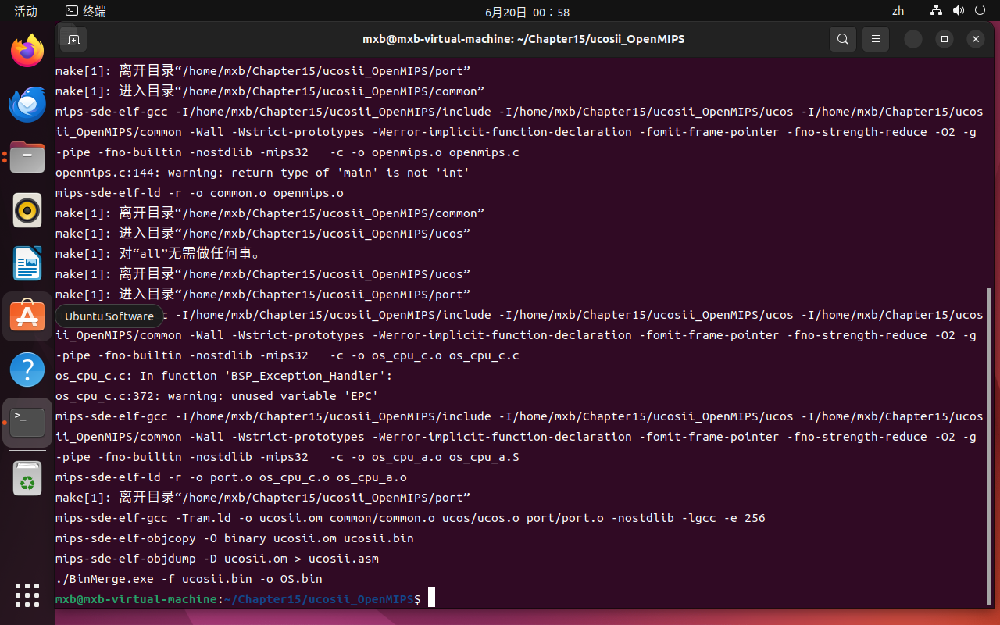 活动
终端
6月20日 00：58
zh
mxb@mxb-virtual-machine: ~/Chapter15/ucosii_OpenMIPS
make[1]: 离开目录“/home/mxb/Chapter15/ucosii_OpenMIPS/port”
make[1]: 进入目录“/home/mxb/Chapter15/ucosii_OpenMIPS/common”
mips-sde-elf-gcc -I/home/mxb/Chapter15/ucosii_OpenMIPS/include -I/home/mxb/Chapter15/ucosii_OpenMIPS/ucos -I/home/mxb/Chapter15/ucos
ii_OpenMIPS/common -Wall -Wstrict-prototypes -Werror-implicit-function-declaration -fomit-frame-pointer -fno-strength-reduce -O2 -g
-pipe -fno-builtin -nostdlib -mips32   -c -o openmips.o openmips.c
openmips.c:144: warning: return type of 'main' is not 'int'
mips-sde-elf-ld -r -o common.o openmips.o
make[1]: 离开目录“/home/mxb/Chapter15/ucosii_OpenMIPS/common”
make[1]: 进入目录“/home/mxb/Chapter15/ucosii_OpenMIPS/ucos”
make[1]: 对“all”无需做任何事。
make[1]: 离开目录“/home/mxb/Chapter15/ucosii_OpenMIPS/ucos”
make[1]: 进入目录“/home/mxb/Chapter15/ucosii_OpenMIPS/port”
Ubuntu Software
c -I/home/mxb/Chapter15/ucosii_OpenMIPS/include -I/home/mxb/Chapter15/ucosii_OpenMIPS/ucos -I/home/mxb/Chapter15/ucos
ii_OpenMIPS/common -Wall -Wstrict-prototypes -Werror-implicit-function-declaration -fomit-frame-pointer -fno-strength-reduce -O2 -g
-pipe -fno-builtin -nostdlib -mips32   -c -o os_cpu_c.o os_cpu_c.c
os_cpu_c.c: In function 'BSP_Exception_Handler':
os_cpu_c.c:372: warning: unused variable 'EPC'
mips-sde-elf-gcc -I/home/mxb/Chapter15/ucosii_OpenMIPS/include -I/home/mxb/Chapter15/ucosii_OpenMIPS/ucos -I/home/mxb/Chapter15/ucos
ii_OpenMIPS/common -Wall -Wstrict-prototypes -Werror-implicit-function-declaration -fomit-frame-pointer -fno-strength-reduce -O2 -g
-pipe -fno-builtin -nostdlib -mips32   -c -o os_cpu_a.o os_cpu_a.S
mips-sde-elf-ld -r -o port.o os_cpu_c.o os_cpu_a.o
make[1]: 离开目录“/home/mxb/Chapter15/ucosii_OpenMIPS/port”
mips-sde-elf-gcc -Tram.ld -o ucosii.om common/common.o ucos/ucos.o port/port.o -nostdlib -lgcc -e 256
mips-sde-elf-objcopy -O binary ucosii.om ucosii.bin
mips-sde-elf-objdump -D ucosii.om > ucosii.asm
./BinMerge.exe -f ucosii.bin -o OS.bin
mxb@mxb-virtual-machine:~/Chapter15/ucosii_OpenMIPS$